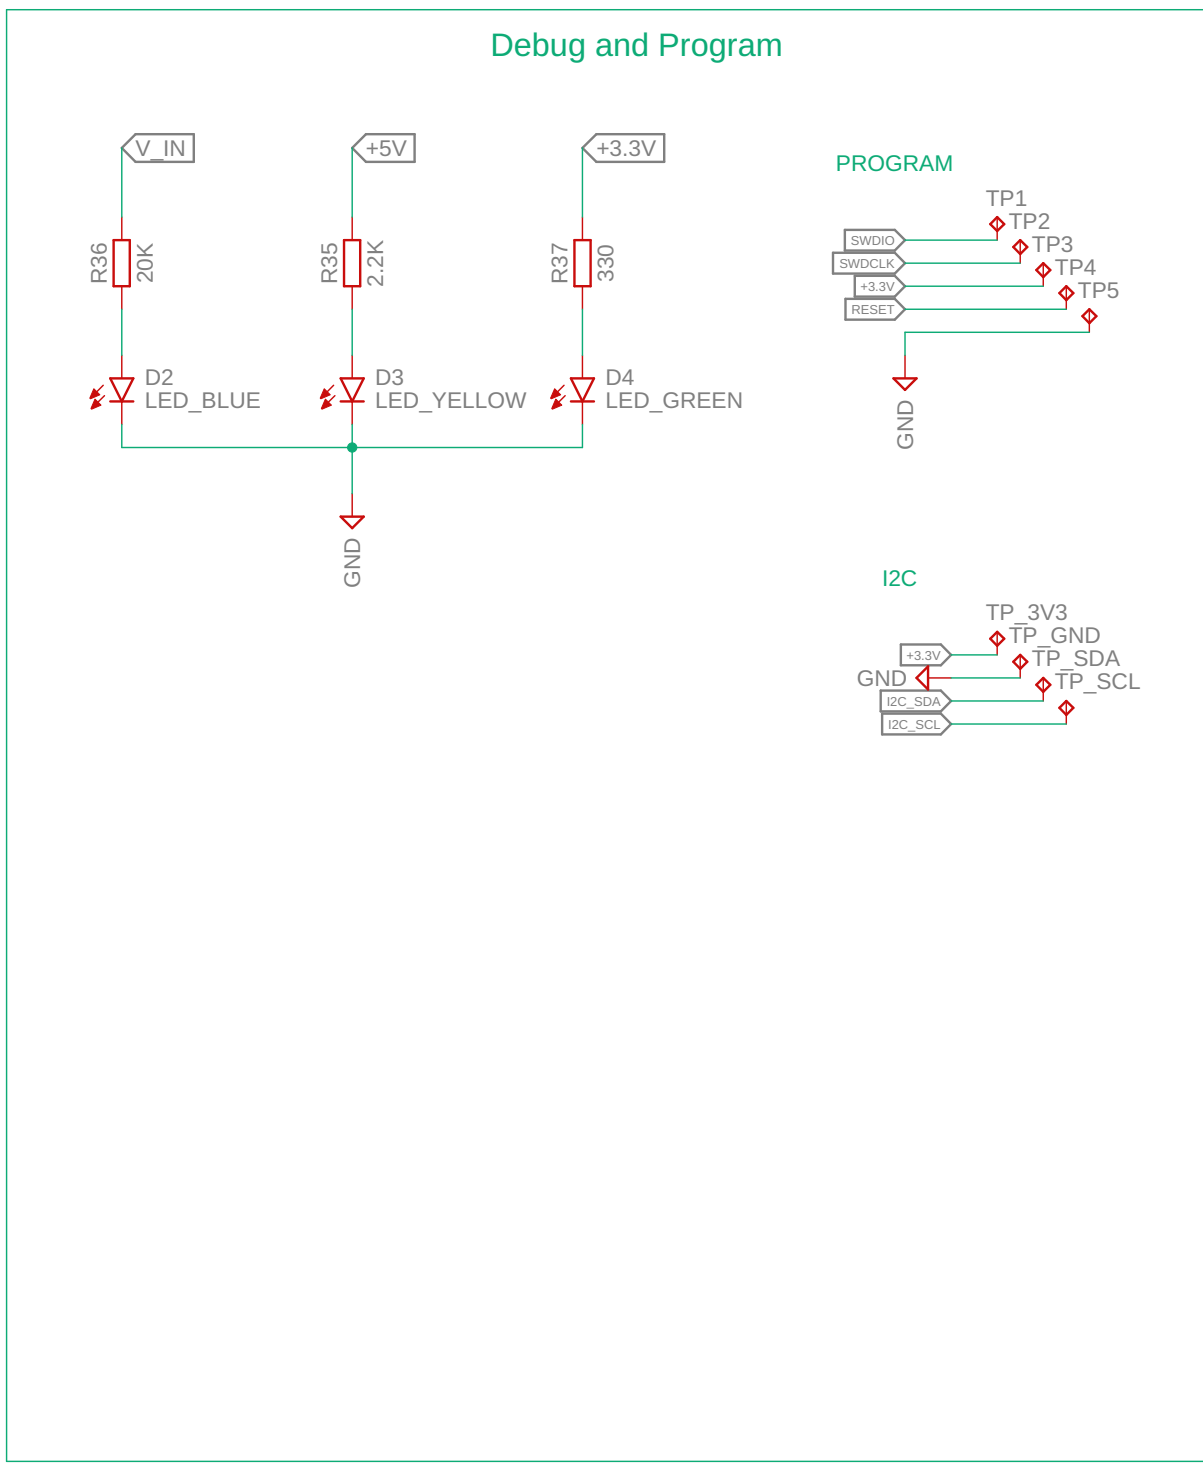 Debug and Program
V_IN
+5V
+3.3V
R36
20K
R35
2.2K
R37
330
D2
LED_BLUE
D3
LED_YELLOW
D4
LED_GREEN
GND
PROGRAM
TP1
TP2
SWDIO
TP3
SWDCLK
TP4
+3.3V
TP5
RESET
GND
I2C
TP_3V3
TP_GND
+3.3V
TP_SDA
GND
TP_SCL
I2C_SDA
I2C_SCL